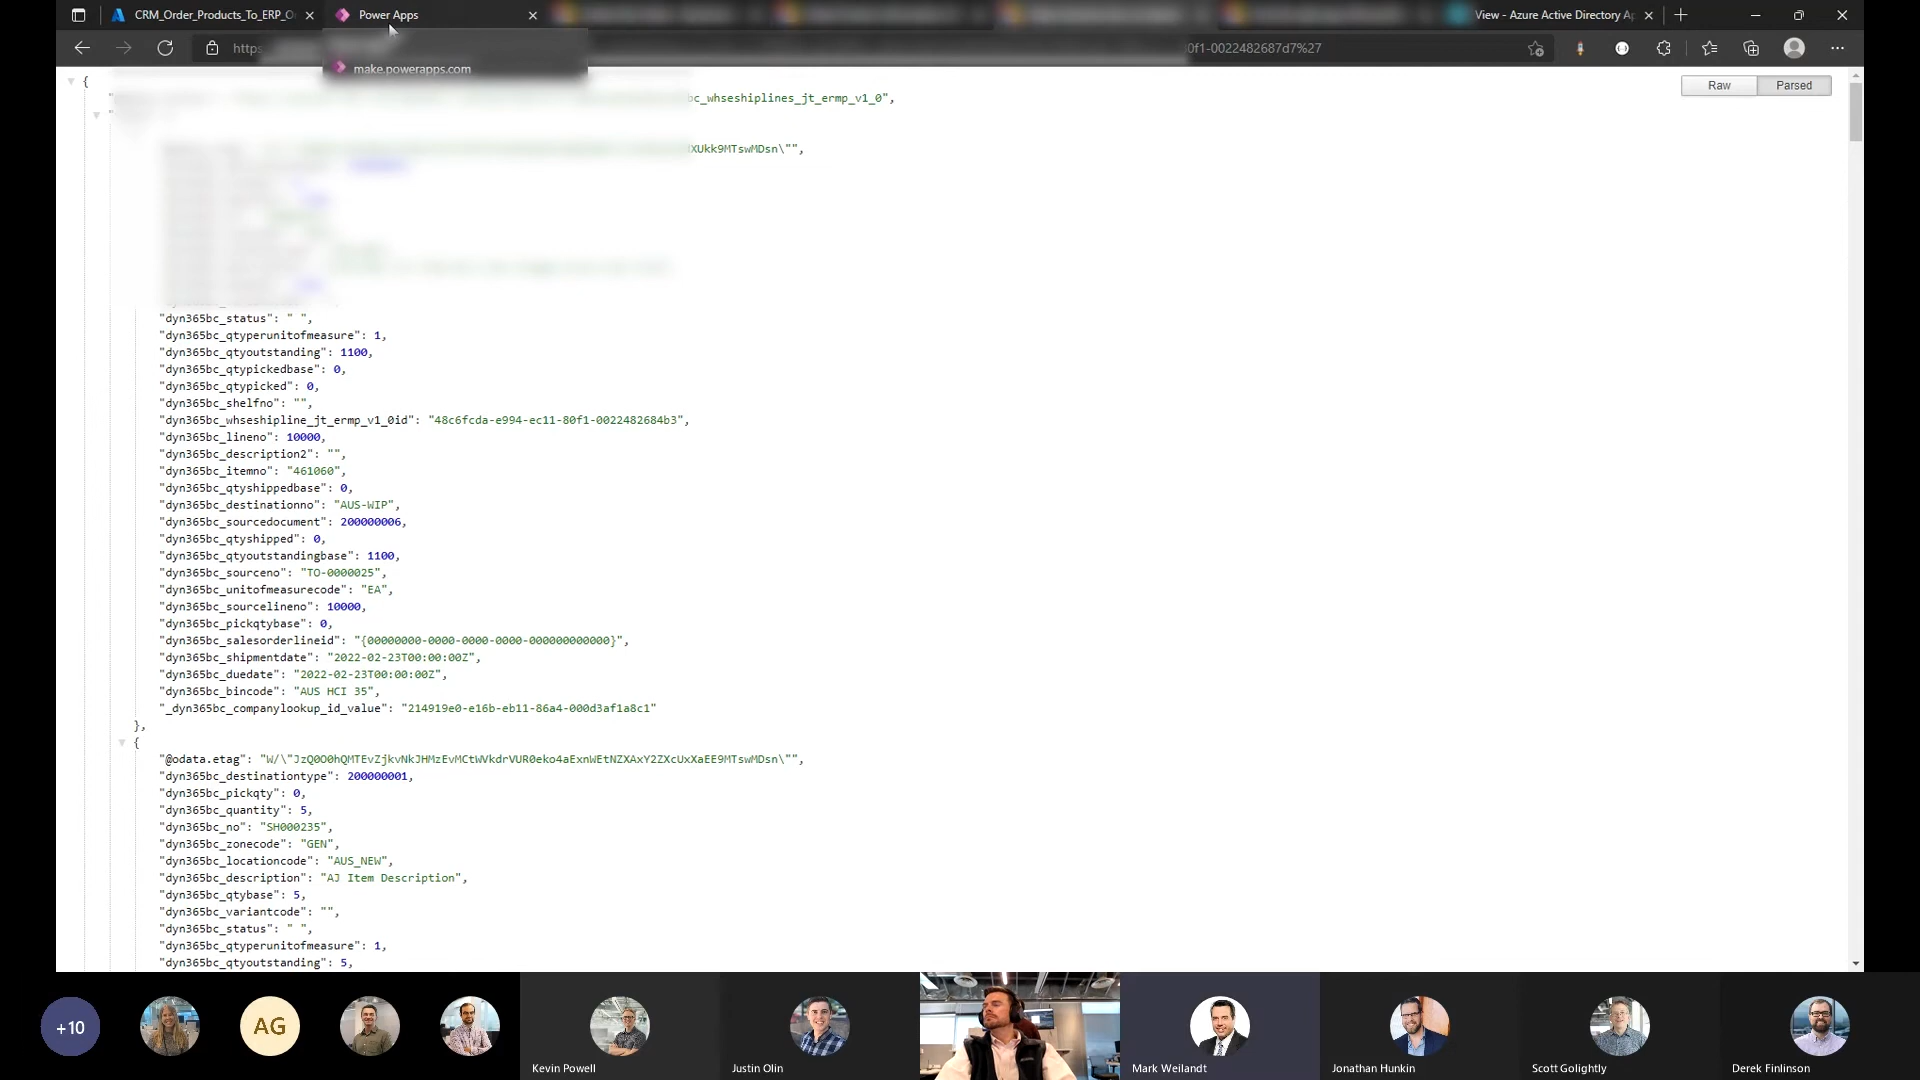 CRM_Order_Products_To_ERP_O
Power Apps
View - Azure Active Directory A
https
0f1-0022482687d7%27
make.powerapps.com
Raw
Parsed
{
bc_whseshiplines_jt_ermp_v1_0",
XUkk9MTswMDsn\"",
"dyn365bc_status": " ",
"dyn365bc_qtyperunitofmeasure": 1,
"dyn365bc_qtyoutstanding": 1100,
"dyn365bc_qtypickedbase": 0,
"dyn365bc_qtypicked": 0,
"dyn365bc_shelfno": "",
"dyn365bc_whseshipline_jt_ermp_v1_0id": "48c6fcda-e994-ec11-80f1-0022482684b3",
"dyn365bc_lineno": 10000,
"dyn365bc_description2": "",
"dyn365bc_itemno": "461060",
"dyn365bc_qtyshippedbase": 0,
"dyn365bc_destinationno": "AUS-WIP",
"dyn365bc_sourcedocument": 200000006,
"dyn365bc_qtyshipped": 0,
"dyn365bc_qtyoutstandingbase": 1100,
"dyn365bc_sourceno": "TO-0000025",
"dyn365bc_unitofmeasurecode": "EA",
"dyn365bc_sourcelineno": 10000,
"dyn365bc_pickqtybase": 0,
"dyn365bc_salesorderlineid": "{00000000-0000-0000-0000-000000000000}",
"dyn365bc_shipmentdate": "2022-02-23T00:00:00Z",
"dyn365bc_duedate": "2022-02-23T00:00:00Z",
"dyn365bc_bincode": "AUS HCI 35",
"_dyn365bc_companylookup_id_value": "214919e0-e16b-eb11-86a4-000d3af1a8c1"
},
{
"@odata.etag": "W/\"JzQ0O0hQMTEvZjkvNkJHMzEvMCtWVkdrVUR0eko4aExnWEtNZXAxY2ZXcUxXaEE9MTswMDsn\"",
"dyn365bc_destinationtype": 200000001,
"dyn365bc_pickqty": 0,
"dyn365bc_quantity": 5,
"dyn365bc_no": "SH000235",
"dyn365bc_zonecode": "GEN",
"dyn365bc_locationcode": "AUS_NEW",
"dyn365bc_description": "AJ Item Description",
"dyn365bc_qtybase": 5,
"dyn365bc_variantcode": "",
"dyn365bc_status": " ",
"dyn365bc_qtyperunitofmeasure": 1,
"dyn365bc_qtyoutstanding": 5,
+10
AG
Kevin Powell
Justin Olin
Mark Weilandt
Jonathan Hunkin
Scott Golightly
Derek Finlinson